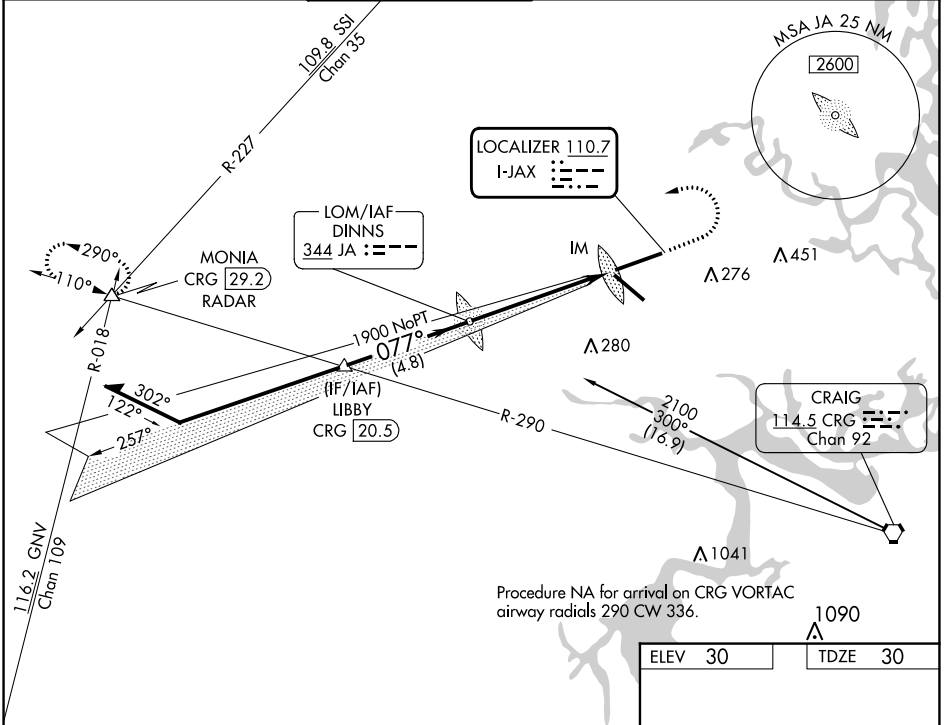 109.8 SSI
Chan 35
R-227
MSA JA 25 NM
2600
LOCALIZER 110.7
I-JAX
LOM/IAF
DINNS
344 JA
IM
290°
110°
MONIA
CRG 29.2
RADAR
451
276
R-018
1900 NoPT
077°
(4.8)
280
(IF/IAF)
LIBBY
CRG 20.5
302°
122°
257°
R-290
2100
300°
(16.9)
CRAIG
114.5 CRG
Chan 92
116.2 GNV
Chan 109
1041
Procedure NA for arrival on CRG VORTAC
airway radials 290 CW 336.
1090
ELEV 30
TDZE 30